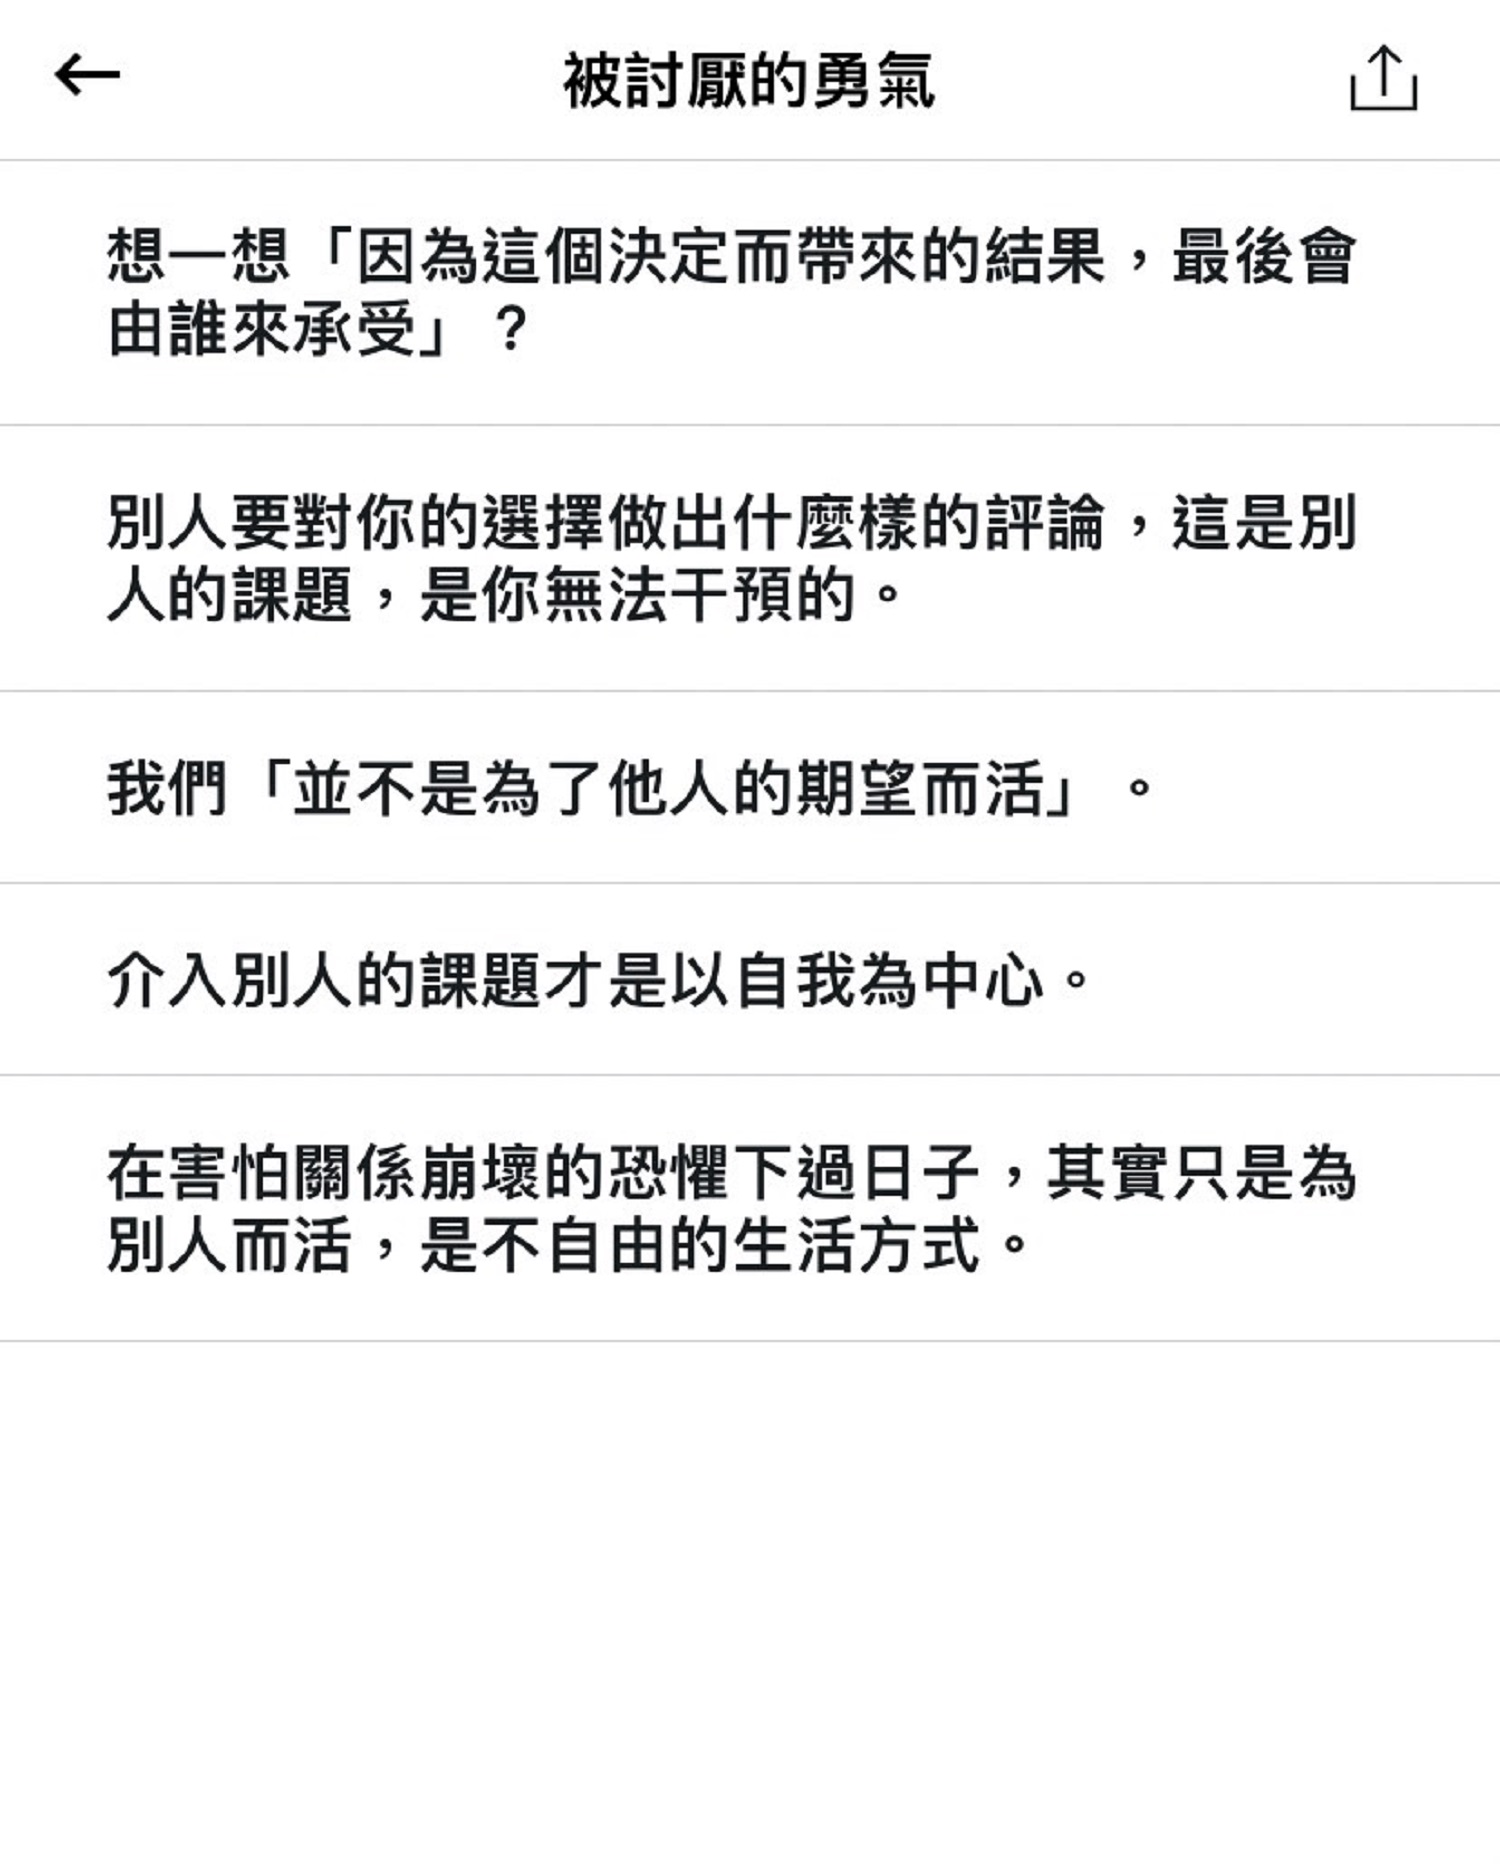 被討厭的勇氣
想一想「因為這個決定而帶來的結果，最後會
由誰來承受」？
別人要對你的選擇做出什麼樣的評論，這是別
人的課題，是你無法干預的。
我們「並不是為了他人的期望而活」。
介入別人的課題才是以自我為中心。
在害怕關係崩壞的恐懼下過日子，其實只是為
別人而活，是不自由的生活方式。